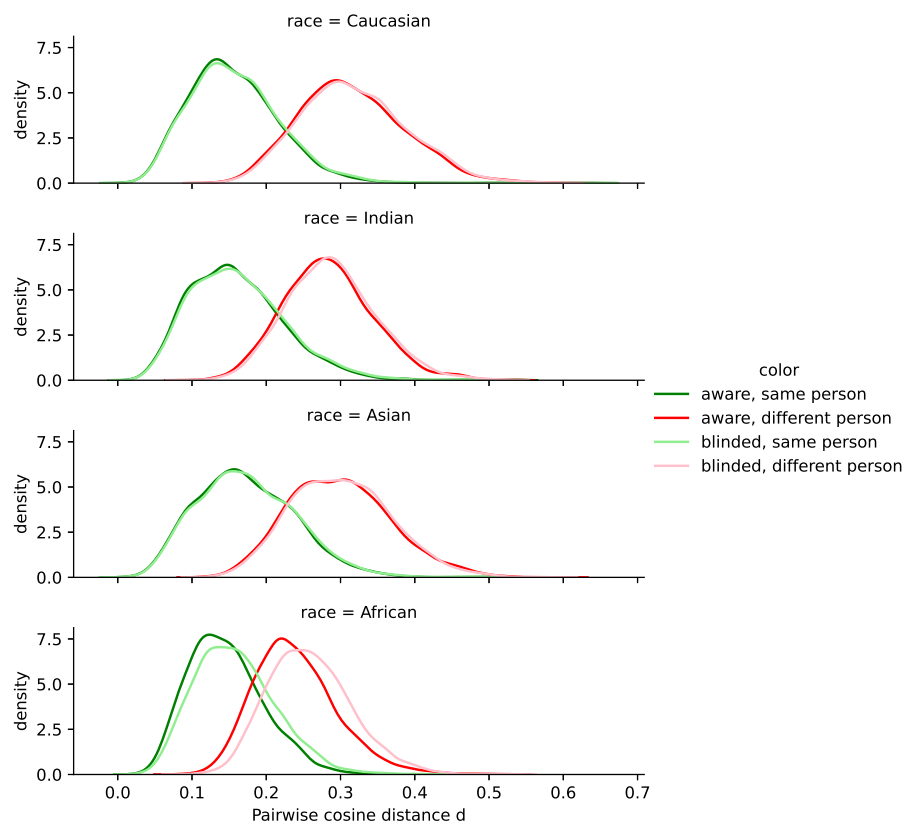 race = Caucasian
7.5
5.0
2.5
0.0
density
race = Indian
7.5
5.0
2.5
0.0
density
race = Asian
7.5
5.0
2.5
0.0
density
race = African
7.5
5.0
2.5
0.0
density
0.0 0.1 0.2 0.3 0.4 0.5 0.6 0.7
Pairwise cosine distance d
color
aware, same person
aware, different person
blinded, same person
blinded, different person